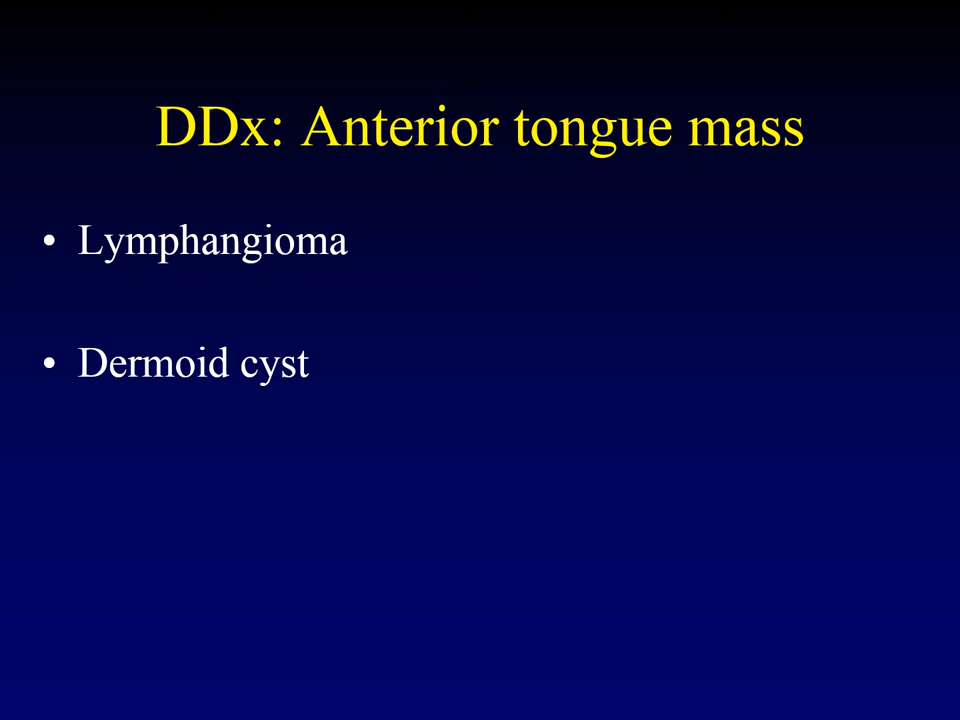 DDx: Anterior tongue mass
• Lymphangioma
• Dermoid cyst